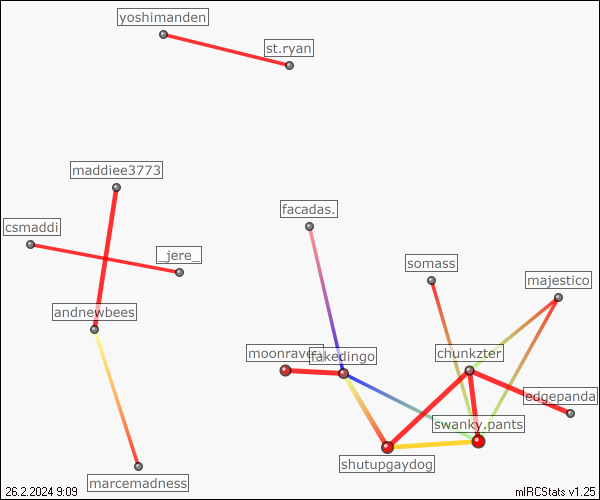 yoshimanden
st.ryan
maddiee3773
csmaddi
_jere_
facadas.
somass
majestico
andnewbees
fakedingo
chunkzter
edgepanda
swanky.pants
shutupgaydog
marcemadness
26.2.2024 9:09
mIRCStats v1.25